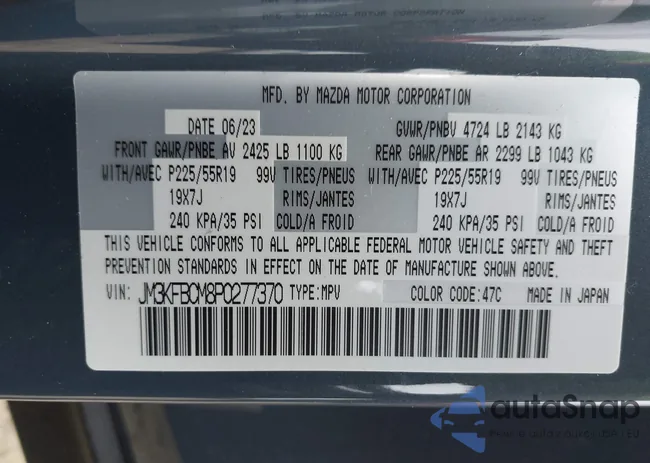 MFD. BY MAZDA MOTOR CORPORATION
DATE 06/23 GVWR/PNBV 4724 LB 2143 KG
FRONT GAWR/PNBE AV 2425 LB 1100 KG REAR GAWR/PNBE AR 2299 LB 1043 KG
WITH/AVEC P225/55R19 99V TIRES/PNEUS WITH/AVEC P225/55R19 99V TIRES/PNEUS
19X7J RIMS/JANTES 19X7J RIMS/JANTES
240 KPA/35 PSI COLD/A FROID 240 KPA/35 PSI COLD/A FROID
THIS VEHICLE CONFORMS TO ALL APPLICABLE FEDERAL MOTOR VEHICLE SAFETY AND THEFT
PREVENTION STANDARDS IN EFFECT ON THE DATE OF MANUFACTURE SHOWN ABOVE.
VIN: JM3KFBCM8P0277370 TYPE:MPV COLOR CODE:47C MADE IN JAPAN
autoSnap